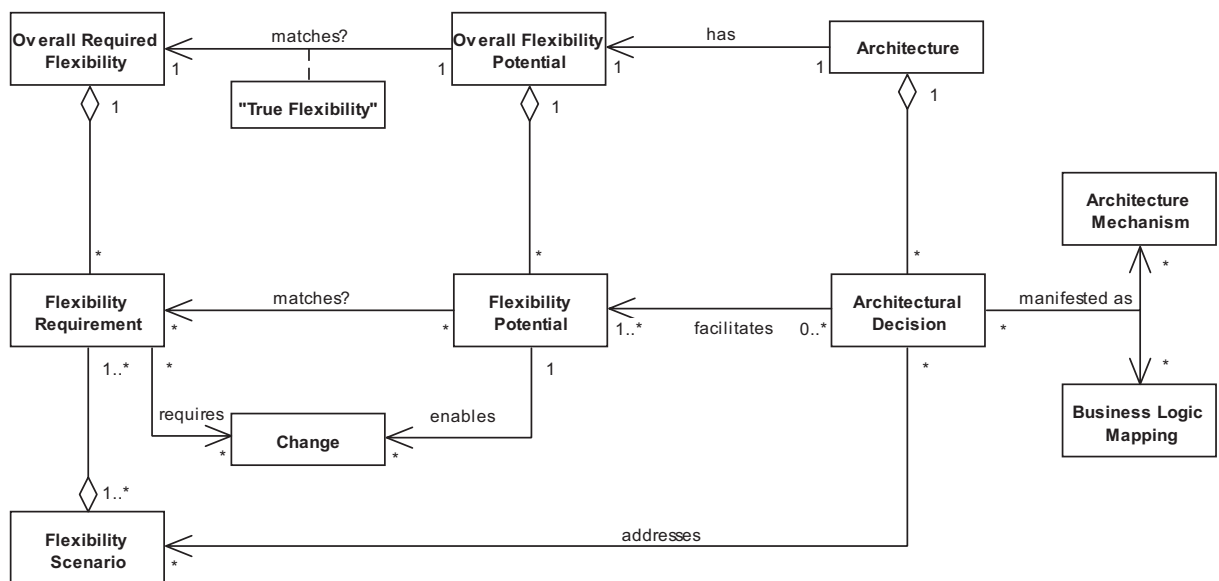 Overall Required
Flexibility
matches?
Overall Flexibility
Potential
has
Architecture
1
1
1
1
"True Flexibility"
1
1
1
Architecture
Mechanism
*
*
*
*
Flexibility
Requirement
matches?
Flexibility
Potential
Architectural
Decision
manifested as
*
*
1..*
facilitates
0..*
*
1..*
*
1
*
*
requires
enables
Change
*
*
Business Logic
Mapping
1..*
Flexibility
Scenario
addresses
*